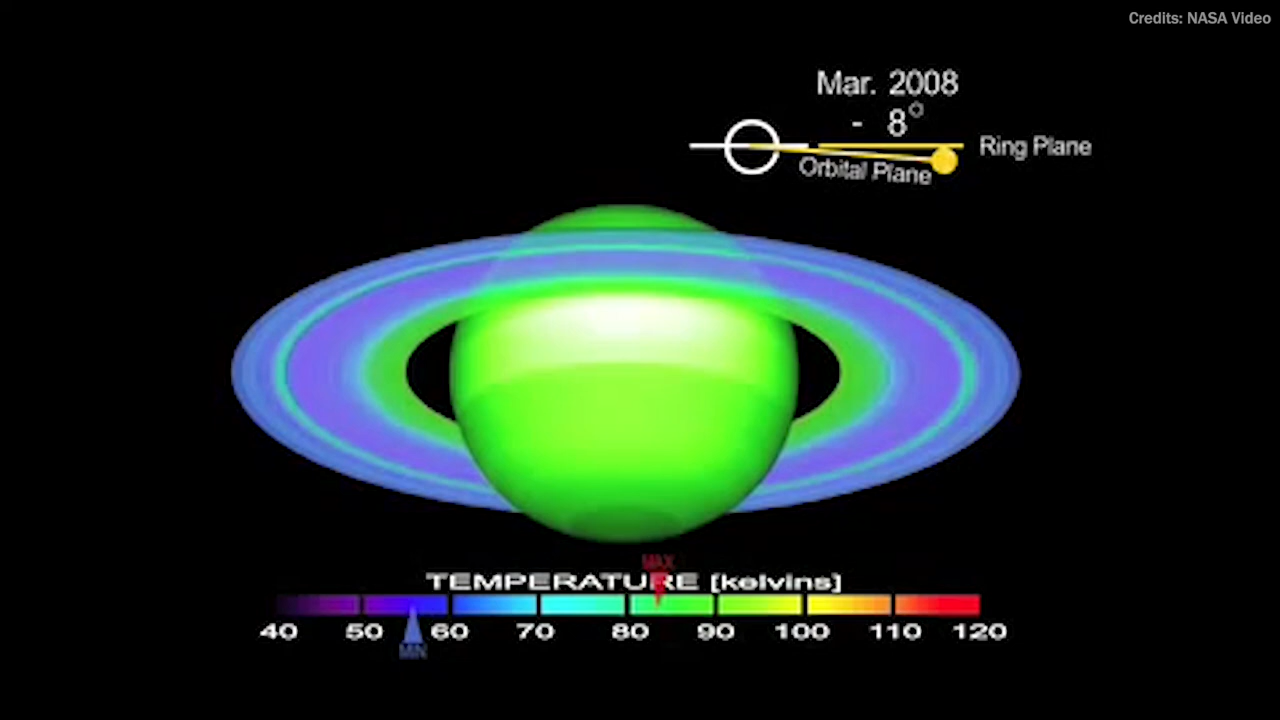 Credits: NASA Video
Mar. 2008
- 8°
Ring Plane
Orbital Plane
MAX
TEMPERATURE [kelvins]
40 50 60 70 80 90 100 110 120
MIN